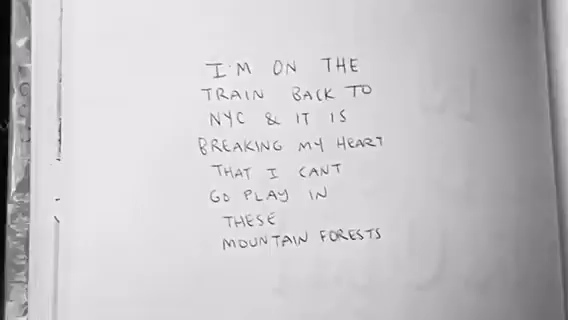 I'M ON THE
TRAIN BACK TO
NYC & IT IS
BREAKING MY HEART
THAT I CANT
GO PLAY IN
THESE
MOUNTAIN FORESTS